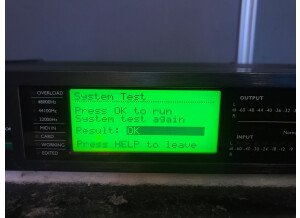 OVERLOAD
48000Hz
44100Hz
32000Hz
MIDI IN
CARD
WORKING
EDITED
System Test
Press OK to run
System test again
Result: OK
Press HELP to leave
OUTPUT
INPUT